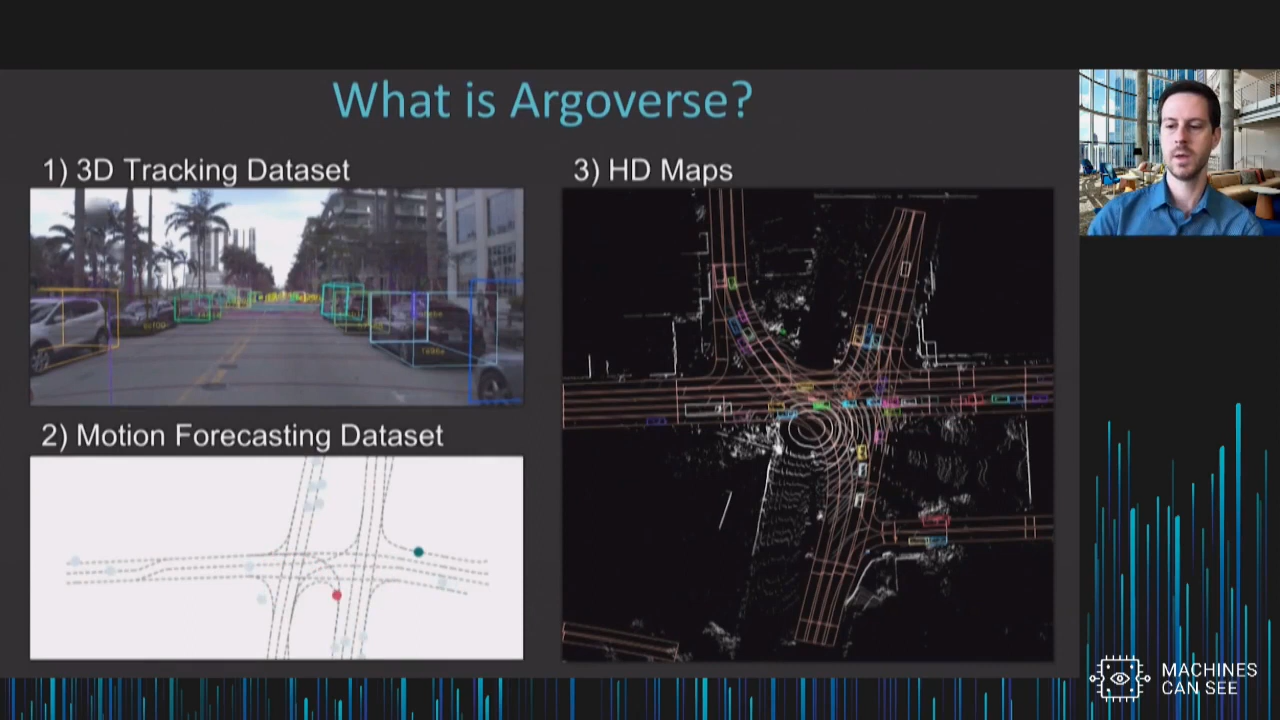 What is Argoverse?
1) 3D Tracking Dataset
2) Motion Forecasting Dataset
3) HD Maps
MACHINES
CAN SEE